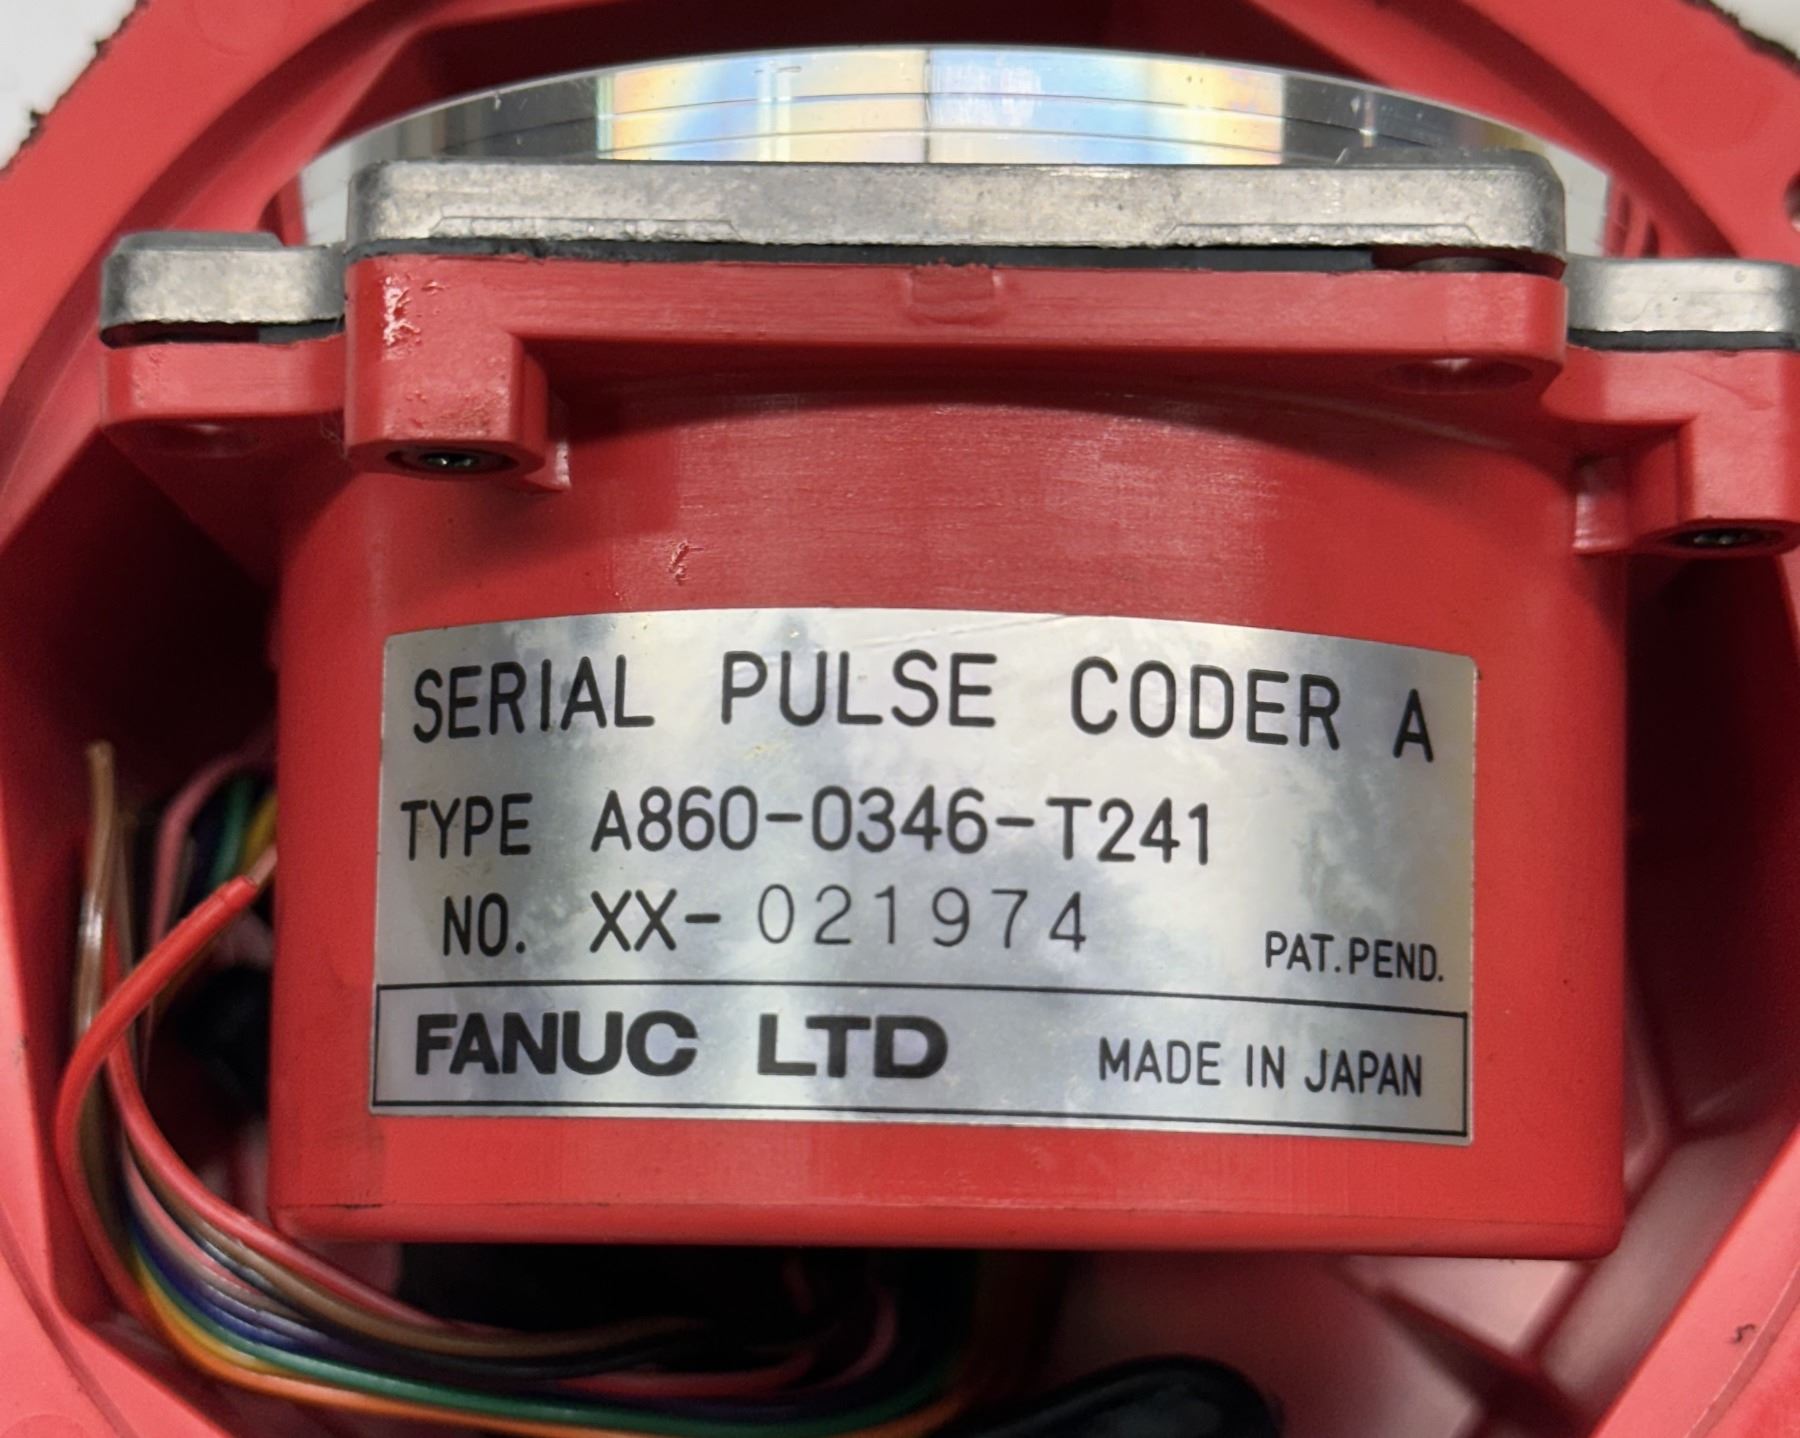 SERIAL PULSE CODER A
TYPE A860-0346-T241
NO. XX-021974 PAT.PEND.
FANUC LTD MADE IN JAPAN